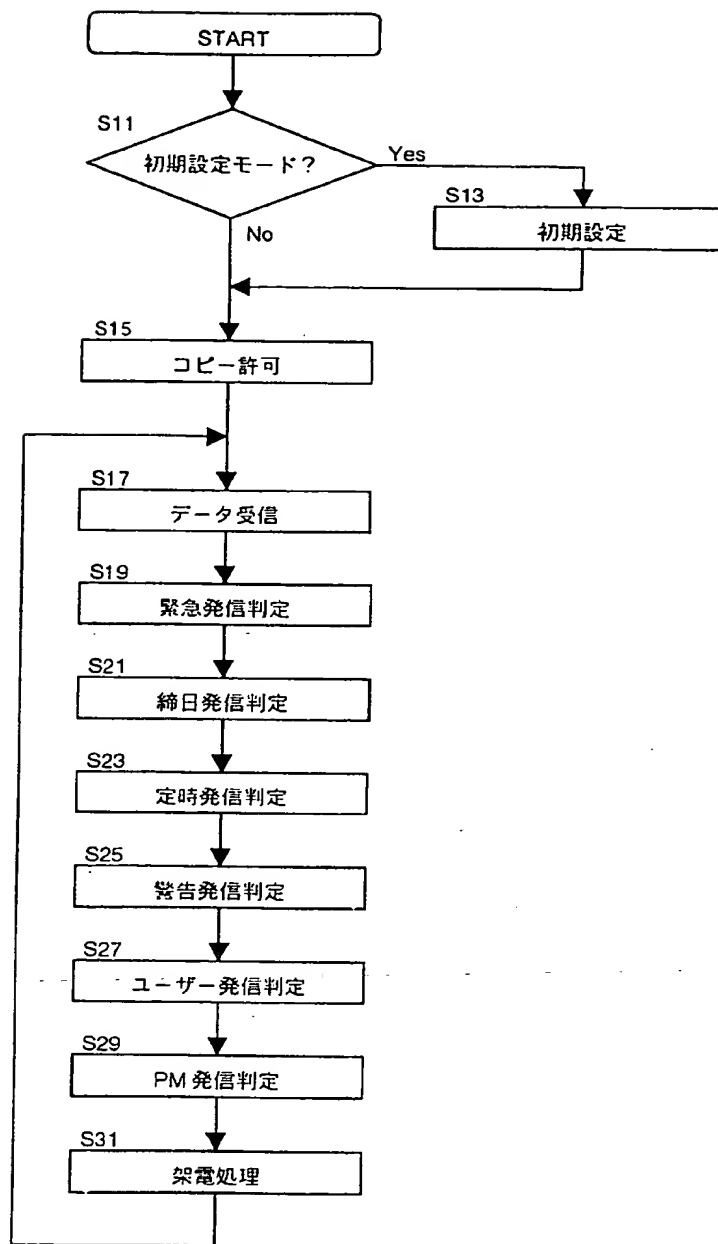 START
S11
初期設定モード?
Yes
S13
初期設定
No
S15
コピー許可
S17
データ受信
S19
緊急発信判定
S21
締日発信判定
S23
定時発信判定
S25
警告発信判定
S27
ユーザー発信判定
S29
PM 発信判定
S31
架電処理